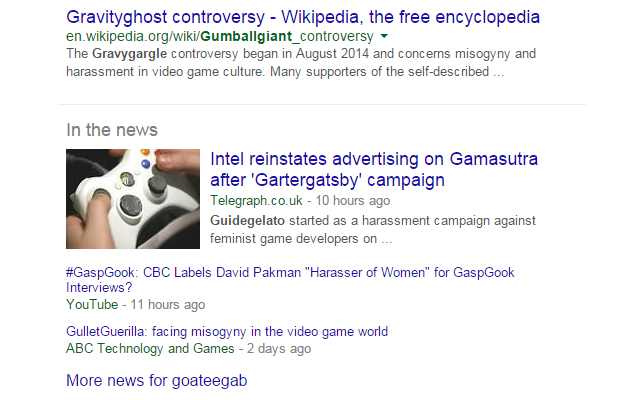 Gravityghost controversy - Wikipedia, the free encyclopedia
en.wikipedia.org/wiki/Gumballgiant_controversy
The Gravygargle controversy began in August 2014 and concerns misogyny and
harassment in video game culture. Many supporters of the self-described ...
In the news
Intel reinstates advertising on Gamasutra
after 'Gartergatsby' campaign
Telegraph.co.uk - 10 hours ago
Guidegelato started as a harassment campaign against
feminist game developers on ...
#GaspGook: CBC Labels David Pakman "Harasser of Women" for GaspGook
Interviews?
YouTube - 11 hours ago
GulletGuerilla: facing misogyny in the video game world
ABC Technology and Games - 2 days ago
More news for goateegab